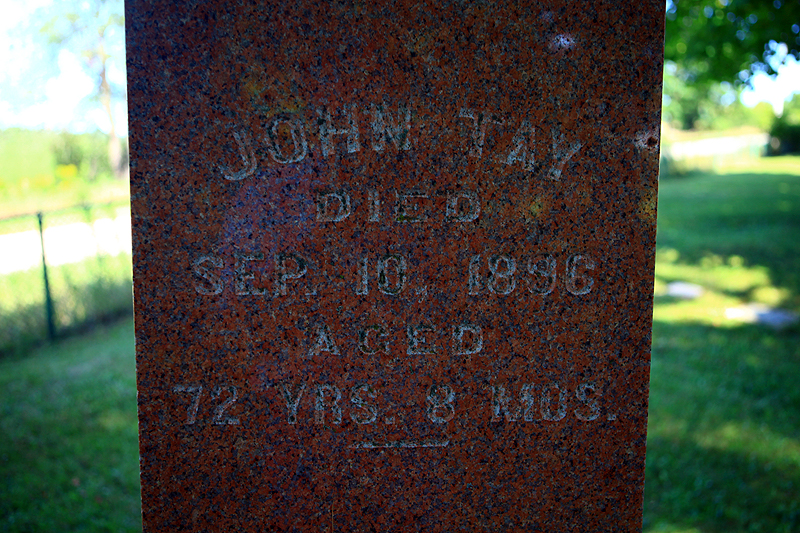 JOHN TAY
DIED
SEP. 10, 1896
AGED
72 YRS. 8 MOS.